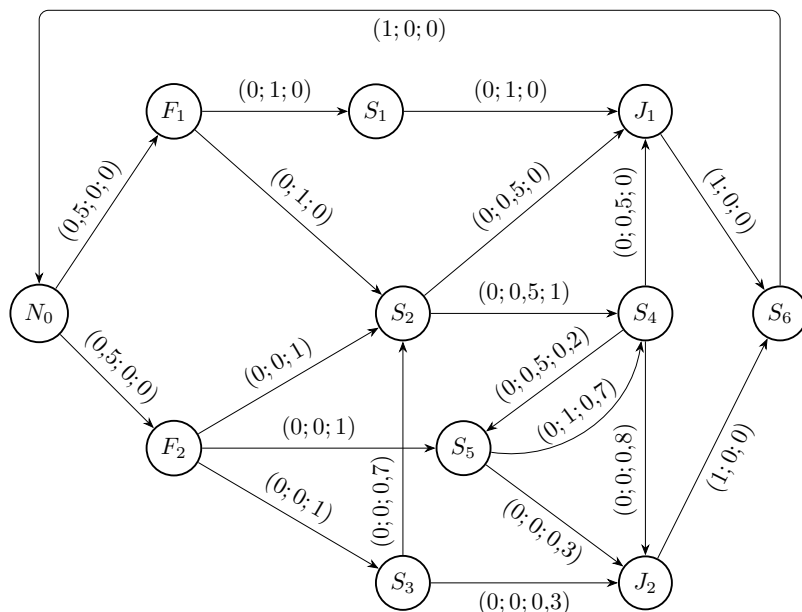 (1; 0; 0)
F₁
(0; 1; 0)
S₁
(0; 1; 0)
J₁
(0,5; 0; 0)
(0; 1; 0)
(0; 0,5; 0)
(0; 0,5; 0)
(1; 0; 0)
N₀
S₂
(0; 0,5; 1)
S₄
S₆
(0,5; 0; 0)
(0; 0; 1)
(0; 0,5; 0,2)
(0; 1; 0,7)
F₂
(0; 0; 1)
S₅
(0; 0; 0,8)
(1; 0; 0)
(0; 0; 1)
(0; 0; 0,7)
(0; 0; 0,3)
S₃
(0; 0; 0,3)
J₂